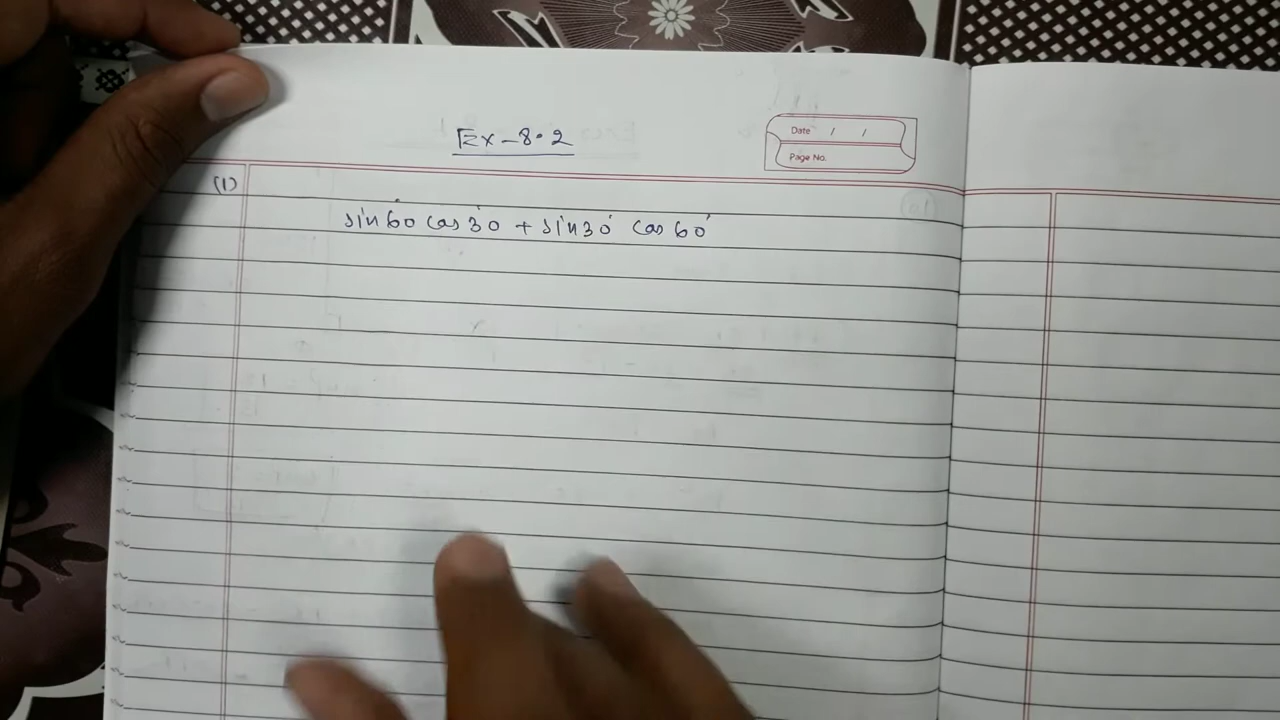 Ex-8.2
Date / /
Page No.
(1)
sin60° cos30° + sin30° cos60°